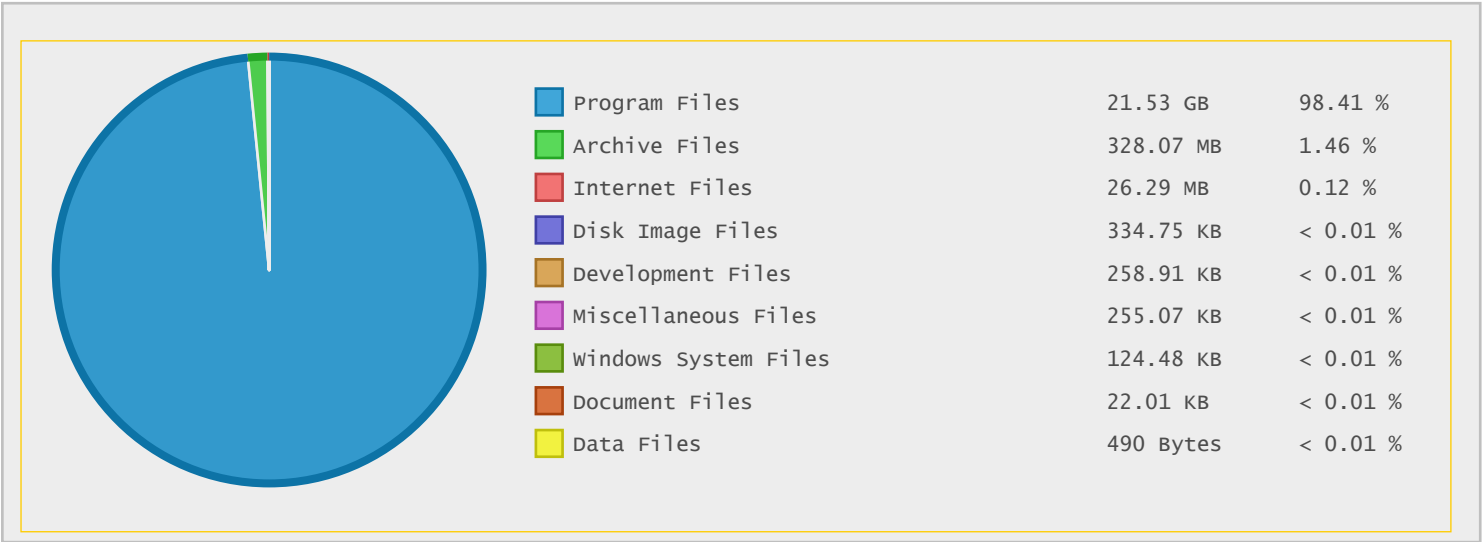 Program Files 21.53 GB 98.41 %
Archive Files 328.07 MB 1.46 %
Internet Files 26.29 MB 0.12 %
Disk Image Files 334.75 KB < 0.01 %
Development Files 258.91 KB < 0.01 %
Miscellaneous Files 255.07 KB < 0.01 %
Windows System Files 124.48 KB < 0.01 %
Document Files 22.01 KB < 0.01 %
Data Files 490 Bytes < 0.01 %